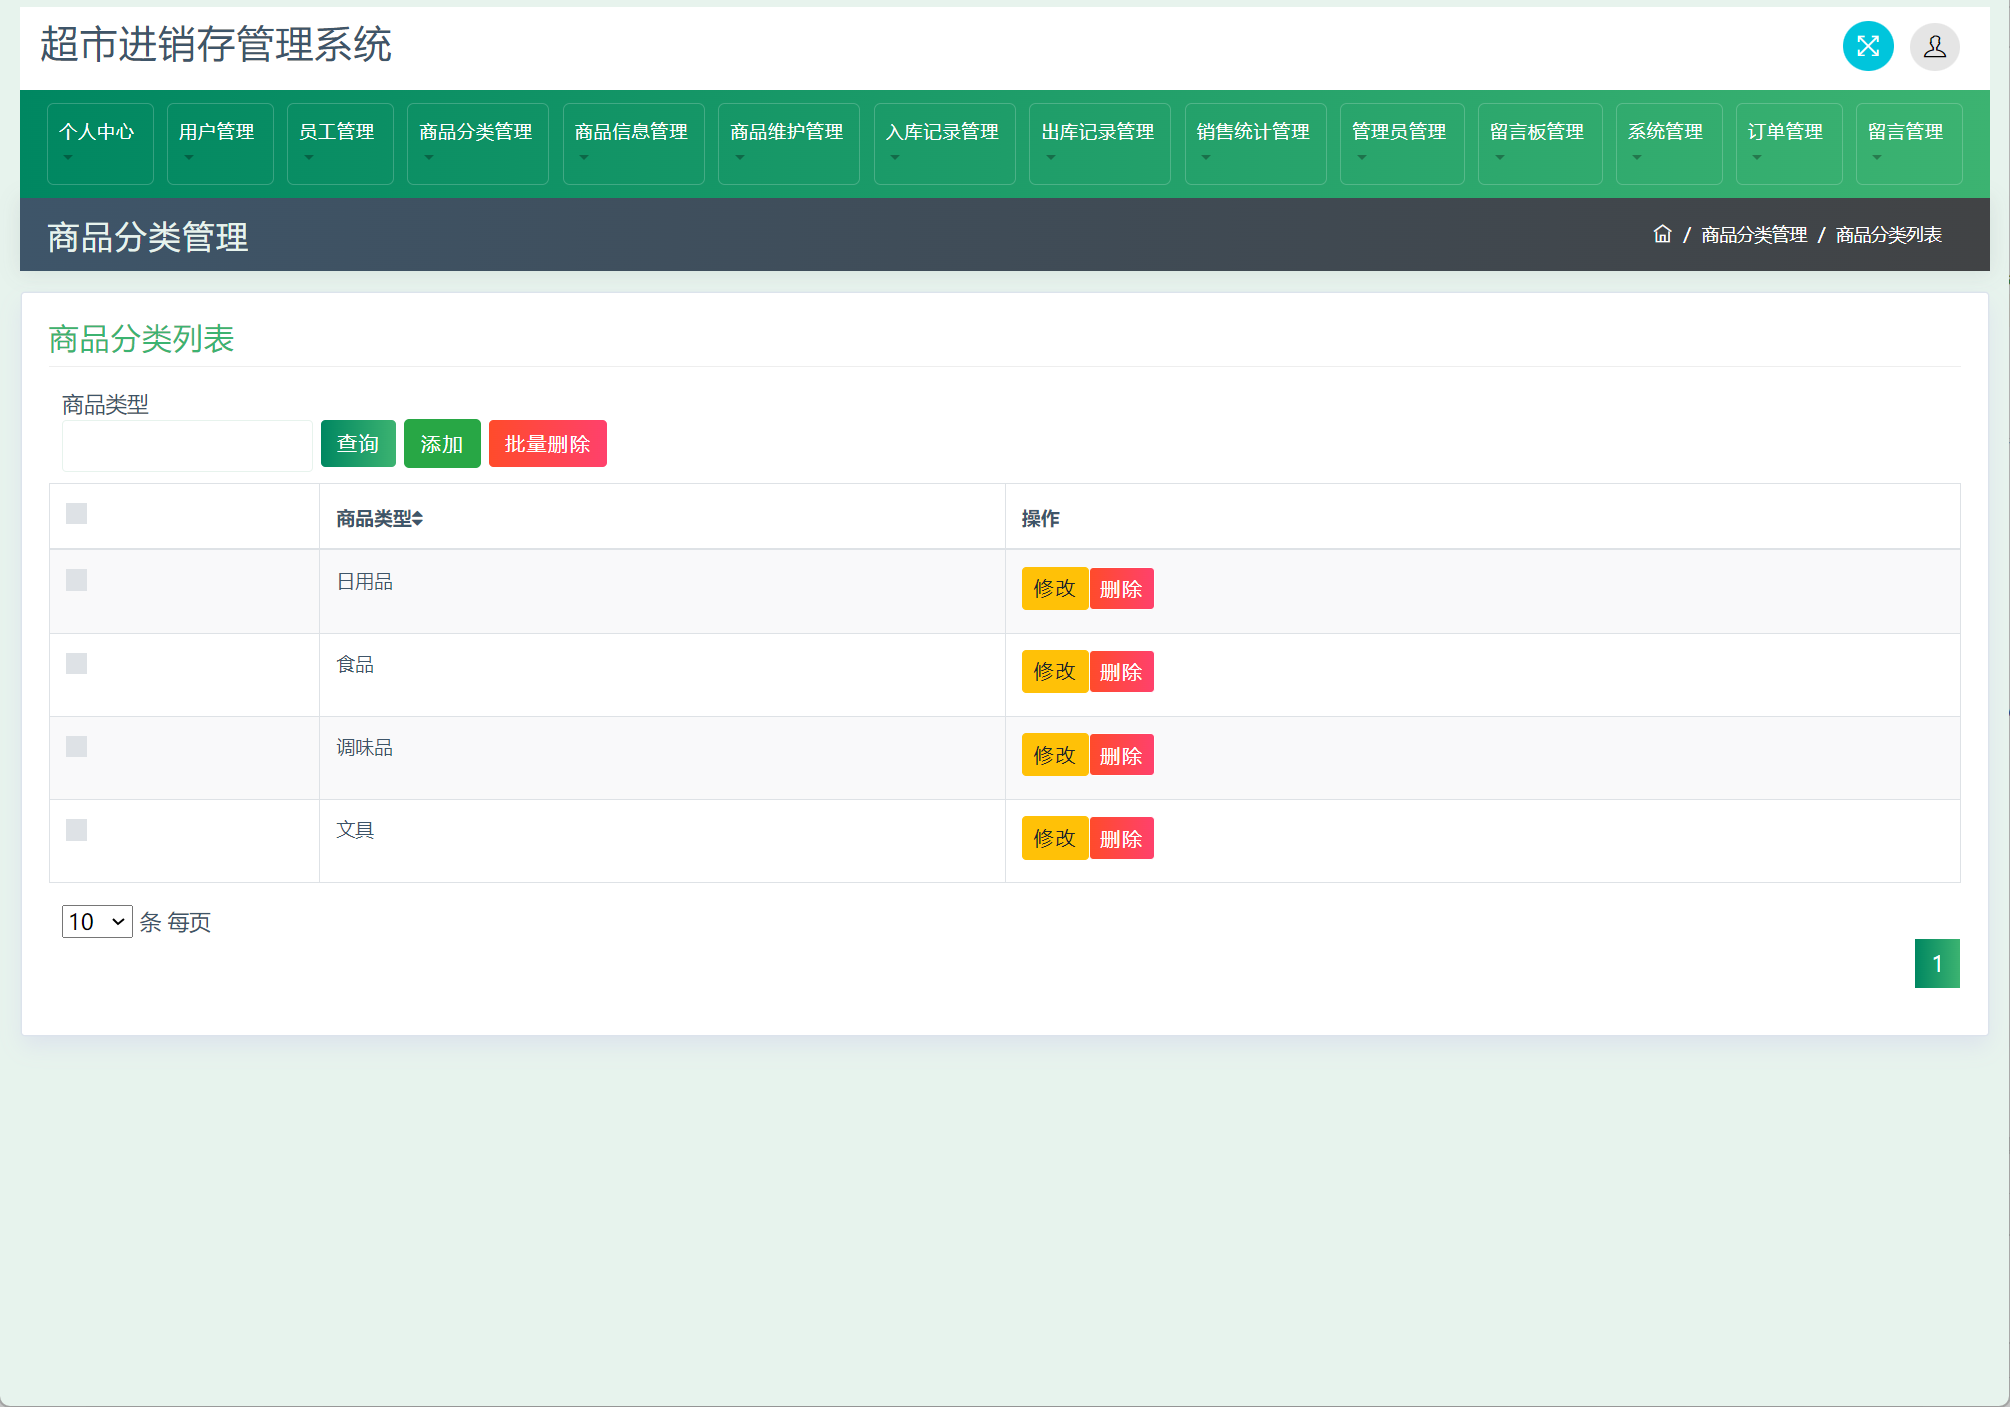 超市进销存管理系统
个人中心 用户管理 员工管理 商品分类管理 商品信息管理 商品维护管理 入库记录管理 出库记录管理 销售统计管理 管理员管理 留言板管理 系统管理 订单管理 留言管理
商品分类管理 / 商品分类管理 / 商品分类列表
商品分类列表
商品类型
查询 添加 批量删除
商品类型 操作
日用品 修改 删除
食品 修改 删除
调味品 修改 删除
文具 修改 删除
10 条 每页
1